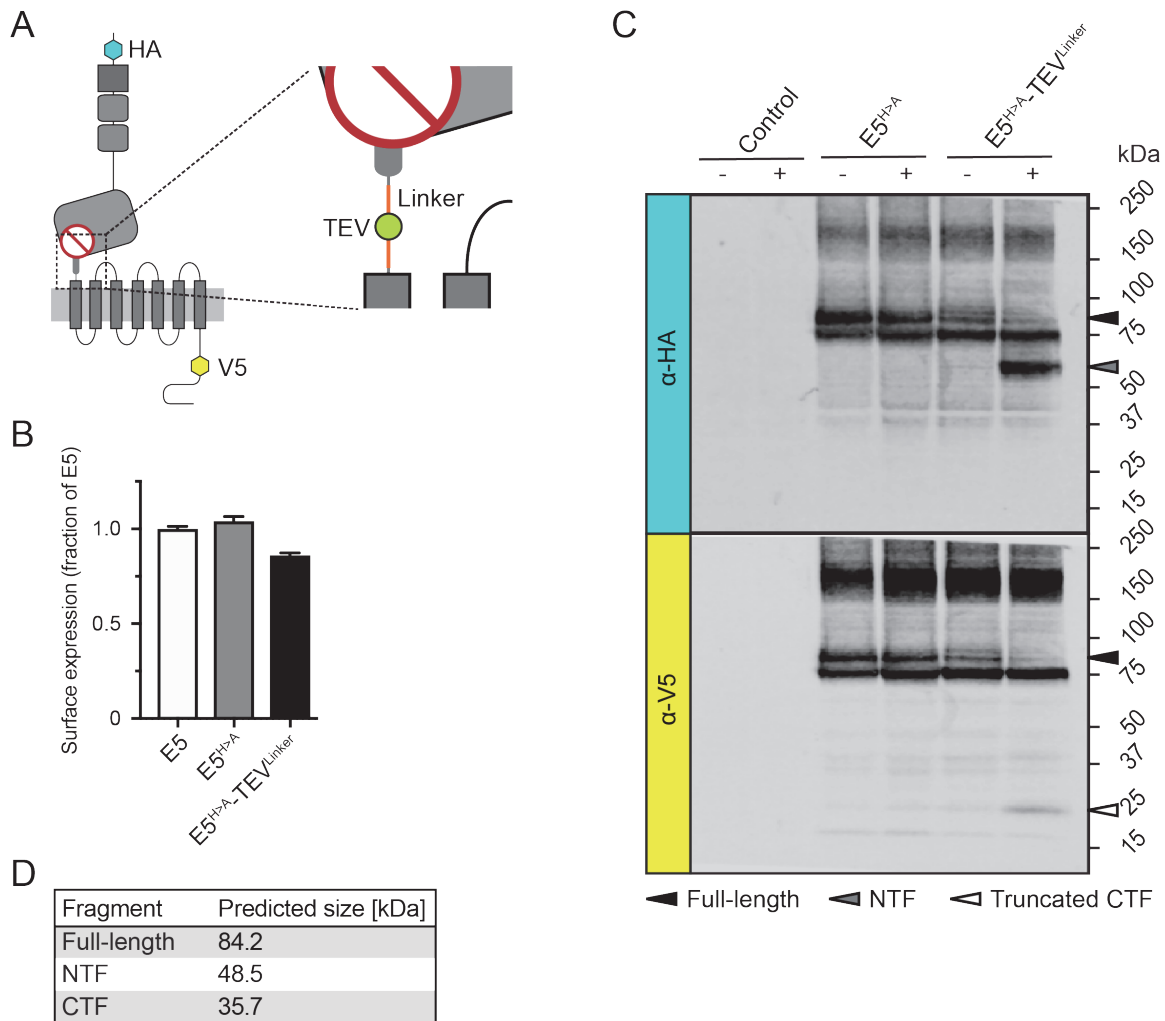 A
HA
Linker
TEV
V5
B
Surface expression (fraction of E5)
1.0
0.5
0
E5
E5H>A
E5H>A-TEVLinker
C
Control
E5H>A
E5H>A-TEVLinker
kDa
- + - + - +
α-HA
250
150
100
75
50
37
25
15
α-V5
250
150
100
75
50
37
25
15
Full-length NTF Truncated CTF
D
Fragment Predicted size [kDa]
Full-length 84.2
NTF 48.5
CTF 35.7